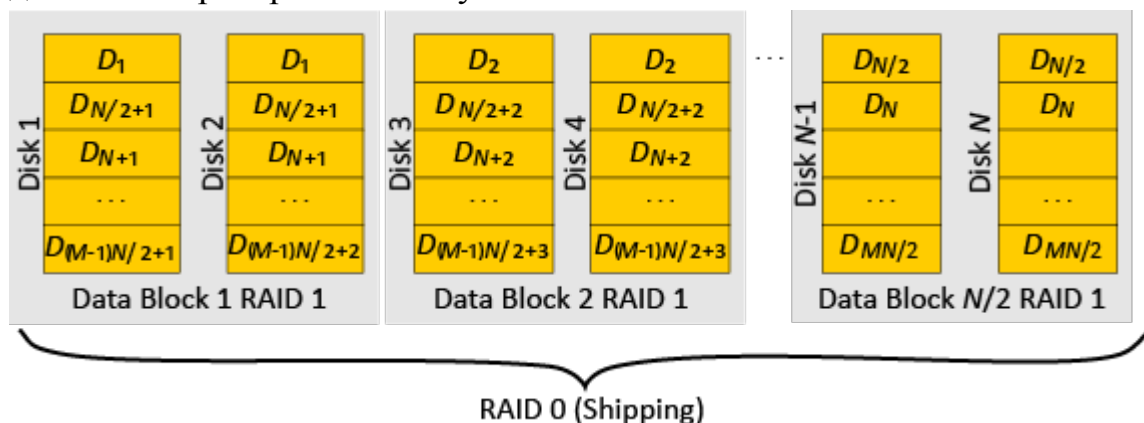 Disk 1
D1
DN/2+1
DN+1
...
D(M-1)N/2+1
Disk 2
D1
DN/2+1
DN+1
...
D(M-1)N/2+2
Data Block 1 RAID 1
Disk 3
D2
DN/2+2
DN+2
...
D(M-1)N/2+3
Disk 4
D2
DN/2+2
DN+2
...
D(M-1)N/2+3
Data Block 2 RAID 1
...
Disk N-1
DN/2
DN
...
DMN/2
Disk N
DN/2
DN
...
DMN/2
Data Block N/2 RAID 1
RAID 0 (Shipping)